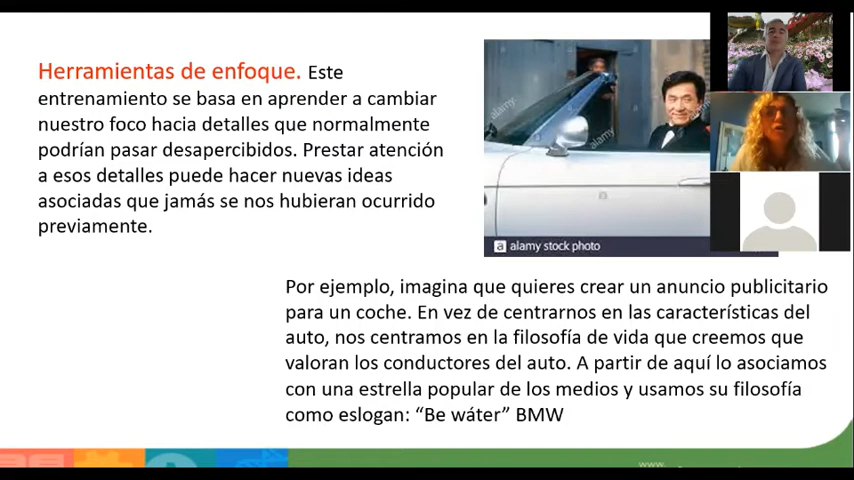 Herramientas de enfoque. Este
entrenamiento se basa en aprender a cambiar
nuestro foco hacia detalles que normalmente
podrían pasar desapercibidos. Prestar atención
a esos detalles puede hacer nuevas ideas
asociadas que jamás se nos hubieran ocurrido
previamente.
alamy
alamy
a
a alamy stock photo
Por ejemplo, imagina que quieres crear un anuncio publicitario
para un coche. En vez de centrarnos en las características del
auto, nos centramos en la filosofía de vida que creemos que
valoran los conductores del auto. A partir de aquí lo asociamos
con una estrella popular de los medios y usamos su filosofía
como eslogan: “Be wáter” BMW
www.